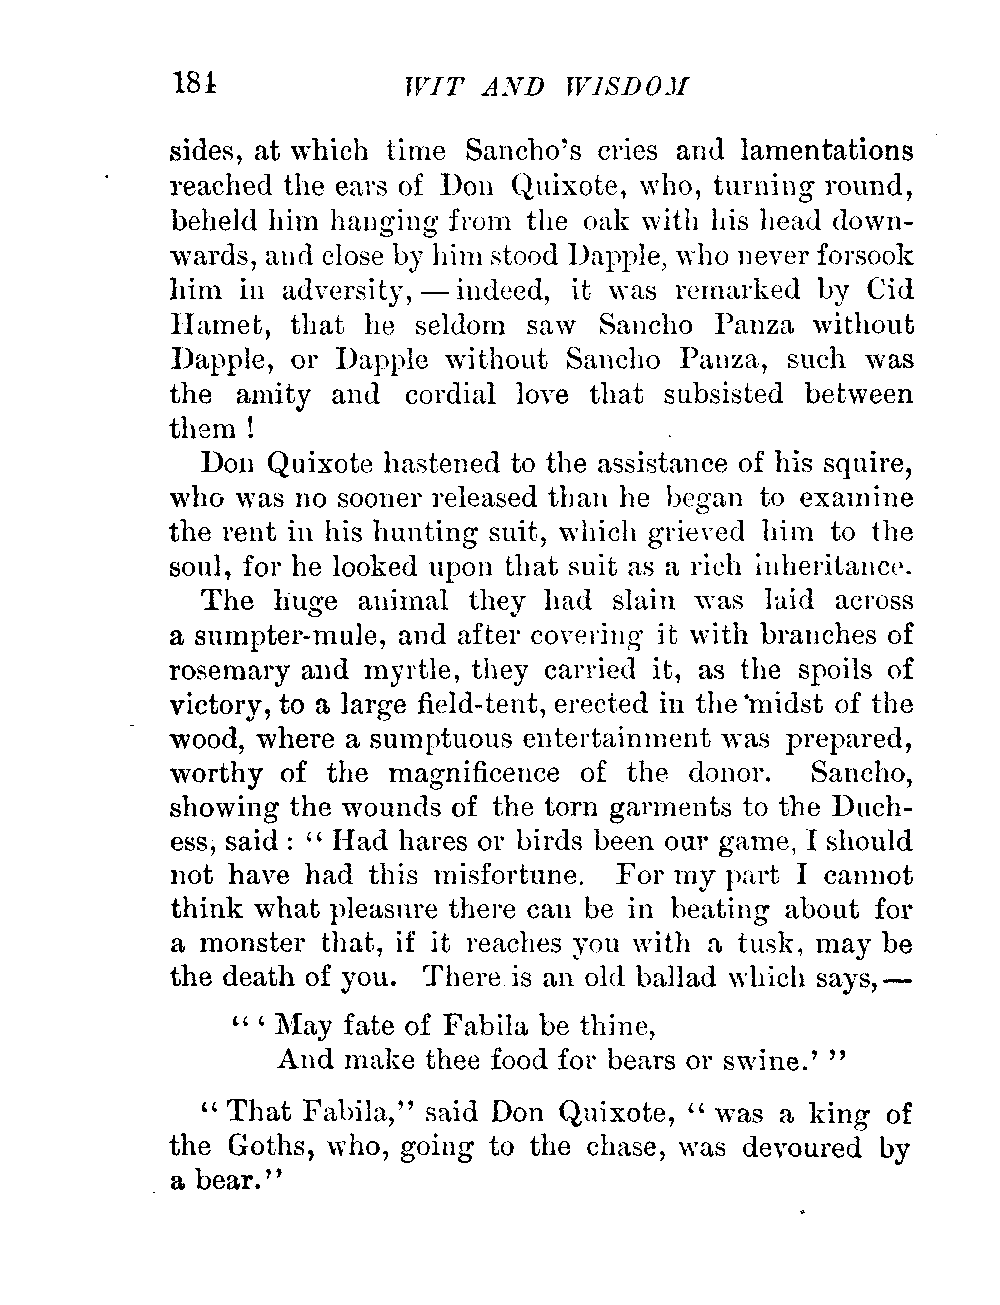 184 WIT AND WISDOM
sides, at which time Sancho's cries and lamentations
reached the ears of Don Quixote, who, turning round,
beheld him hanging from the oak with his head down-
wards, and close by him stood Dapple, who never forsook
him in adversity, — indeed, it was remarked by Cid
Hamet, that he seldom saw Sancho Panza without
Dapple, or Dapple without Sancho Panza, such was
the amity and cordial love that subsisted between
them !
Don Quixote hastened to the assistance of his squire,
who was no sooner released than he began to examine
the rent in his hunting suit, which grieved him to the
soul, for he looked upon that suit as a rich inheritance.
The huge animal they had slain was laid across
a sumpter-mule, and after covering it with branches of
rosemary and myrtle, they carried it, as the spoils of
victory, to a large field-tent, erected in the midst of the
wood, where a sumptuous entertainment was prepared,
worthy of the magnificence of the donor. Sancho,
showing the wounds of the torn garments to the Duch-
ess, said : " Had hares or birds been our game, I should
not have had this misfortune. For my part I cannot
think what pleasure there can be in beating about for
a monster that, if it reaches you with a tusk, may be
the death of you. There is an old ballad which says,—
" ' May fate of Fabila be thine,
And make thee food for bears or swine.' "
" That Fabila," said Don Quixote, " was a king of
the Goths, who, going to the chase, was devoured by
a bear."